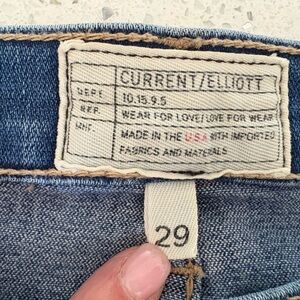 CURRENT/ELLIOTT
DEPT. 10.15.9.5
REF. WEAR FOR LOVE/LOVE FOR WEAR
MNF. MADE IN THE USA WITH IMPORTED
FABRICS AND MATERIALS
29